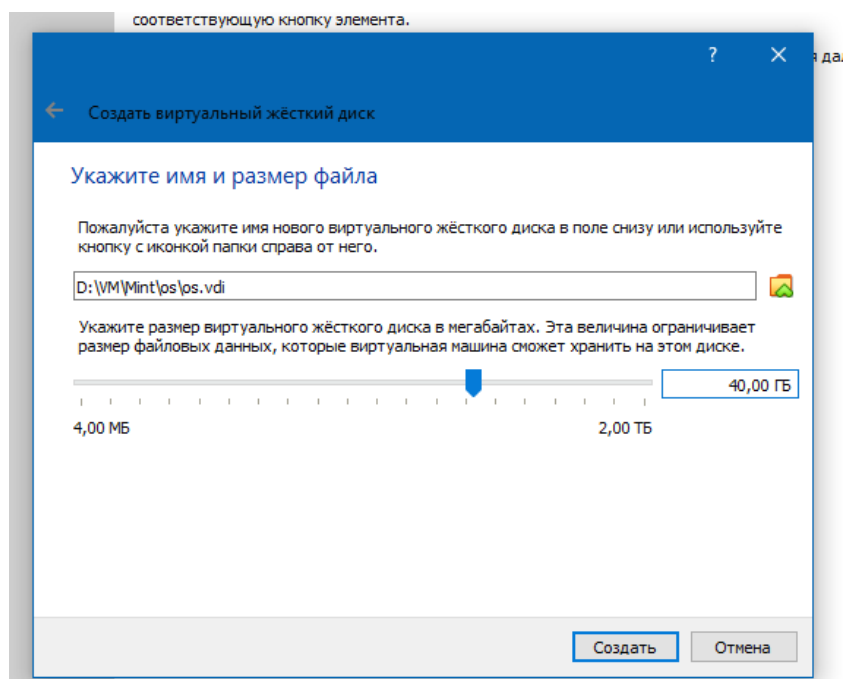 соответствующую кнопку элемента.
?
я дал
Создать виртуальный жёсткий диск
Укажите имя и размер файла
Пожалуйста укажите имя нового виртуального жёсткого диска в поле снизу или используйте
кнопку с иконкой папки справа от него.
D:\VM\Mint\os\os.vdi
Укажите размер виртуального жёсткого диска в мегабайтах. Эта величина ограничивает
размер файловых данных, которые виртуальная машина сможет хранить на этом диске.
40,00 ГБ
4,00 МБ 2,00 ТБ
Создать Отмена